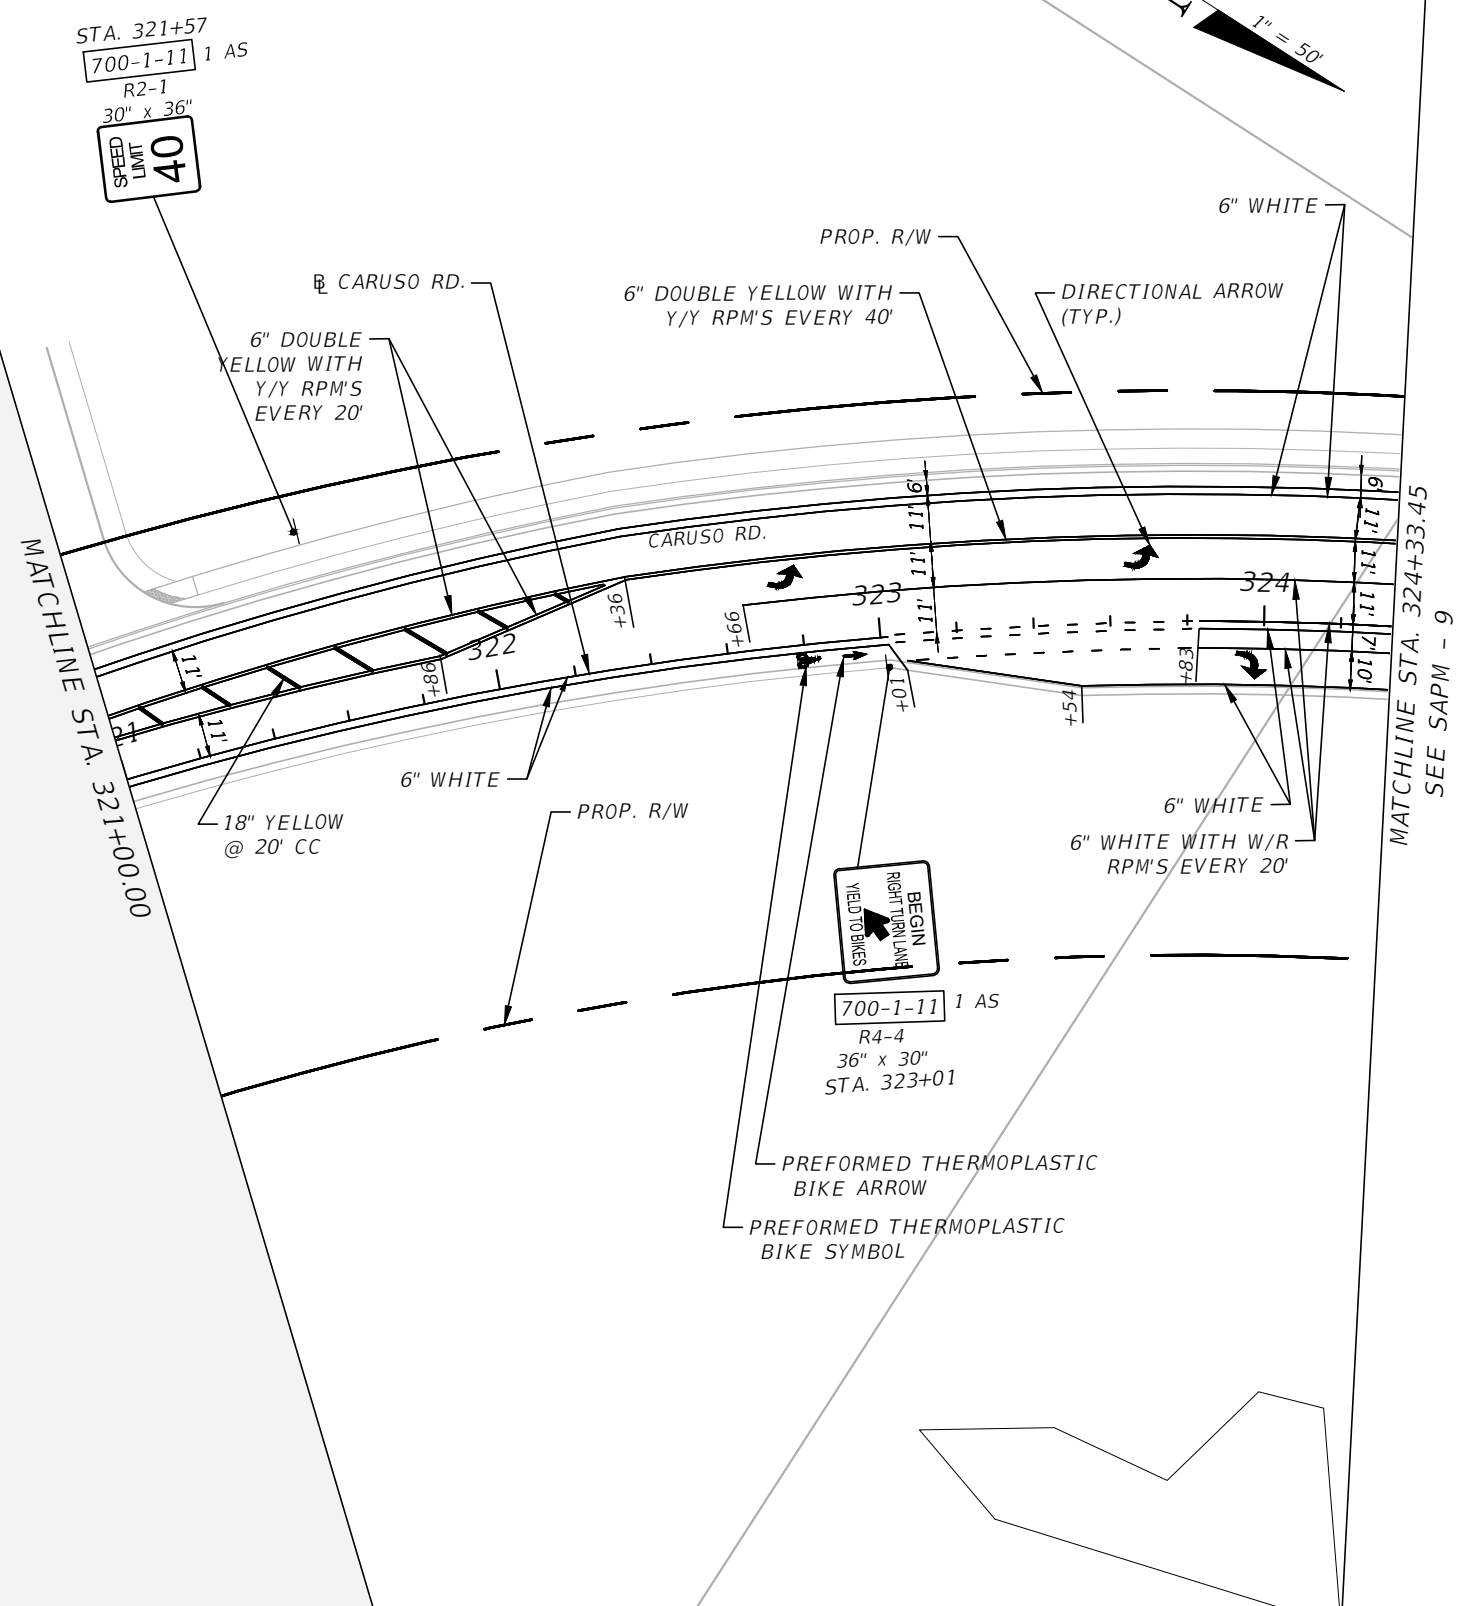 STA. 321+57
700-1-11 1 AS
R2-1
30" x 36"
SPEED
LIMIT
40
1" = 50'
6" WHITE
PROP. R/W
℄ CARUSO RD.
6" DOUBLE YELLOW WITH
Y/Y RPM'S EVERY 40'
DIRECTIONAL ARROW
(TYP.)
6" DOUBLE
YELLOW WITH
Y/Y RPM'S
EVERY 20'
CARUSO RD.
6'
11'
11'
11'
6'
11'
11'
11'
7'
10'
11'
11'
21
322
323
324
+86
+36
+66
+01
+54
+83
MATCHLINE STA. 321+00.00
MATCHLINE STA. 324+33.45
SEE SAPM - 9
6" WHITE
18" YELLOW
@ 20' CC
PROP. R/W
6" WHITE
6" WHITE WITH W/R
RPM'S EVERY 20'
BEGIN
RIGHT TURN LANE
YIELD TO BIKES
700-1-11 1 AS
R4-4
36" x 30"
STA. 323+01
PREFORMED THERMOPLASTIC
BIKE ARROW
PREFORMED THERMOPLASTIC
BIKE SYMBOL